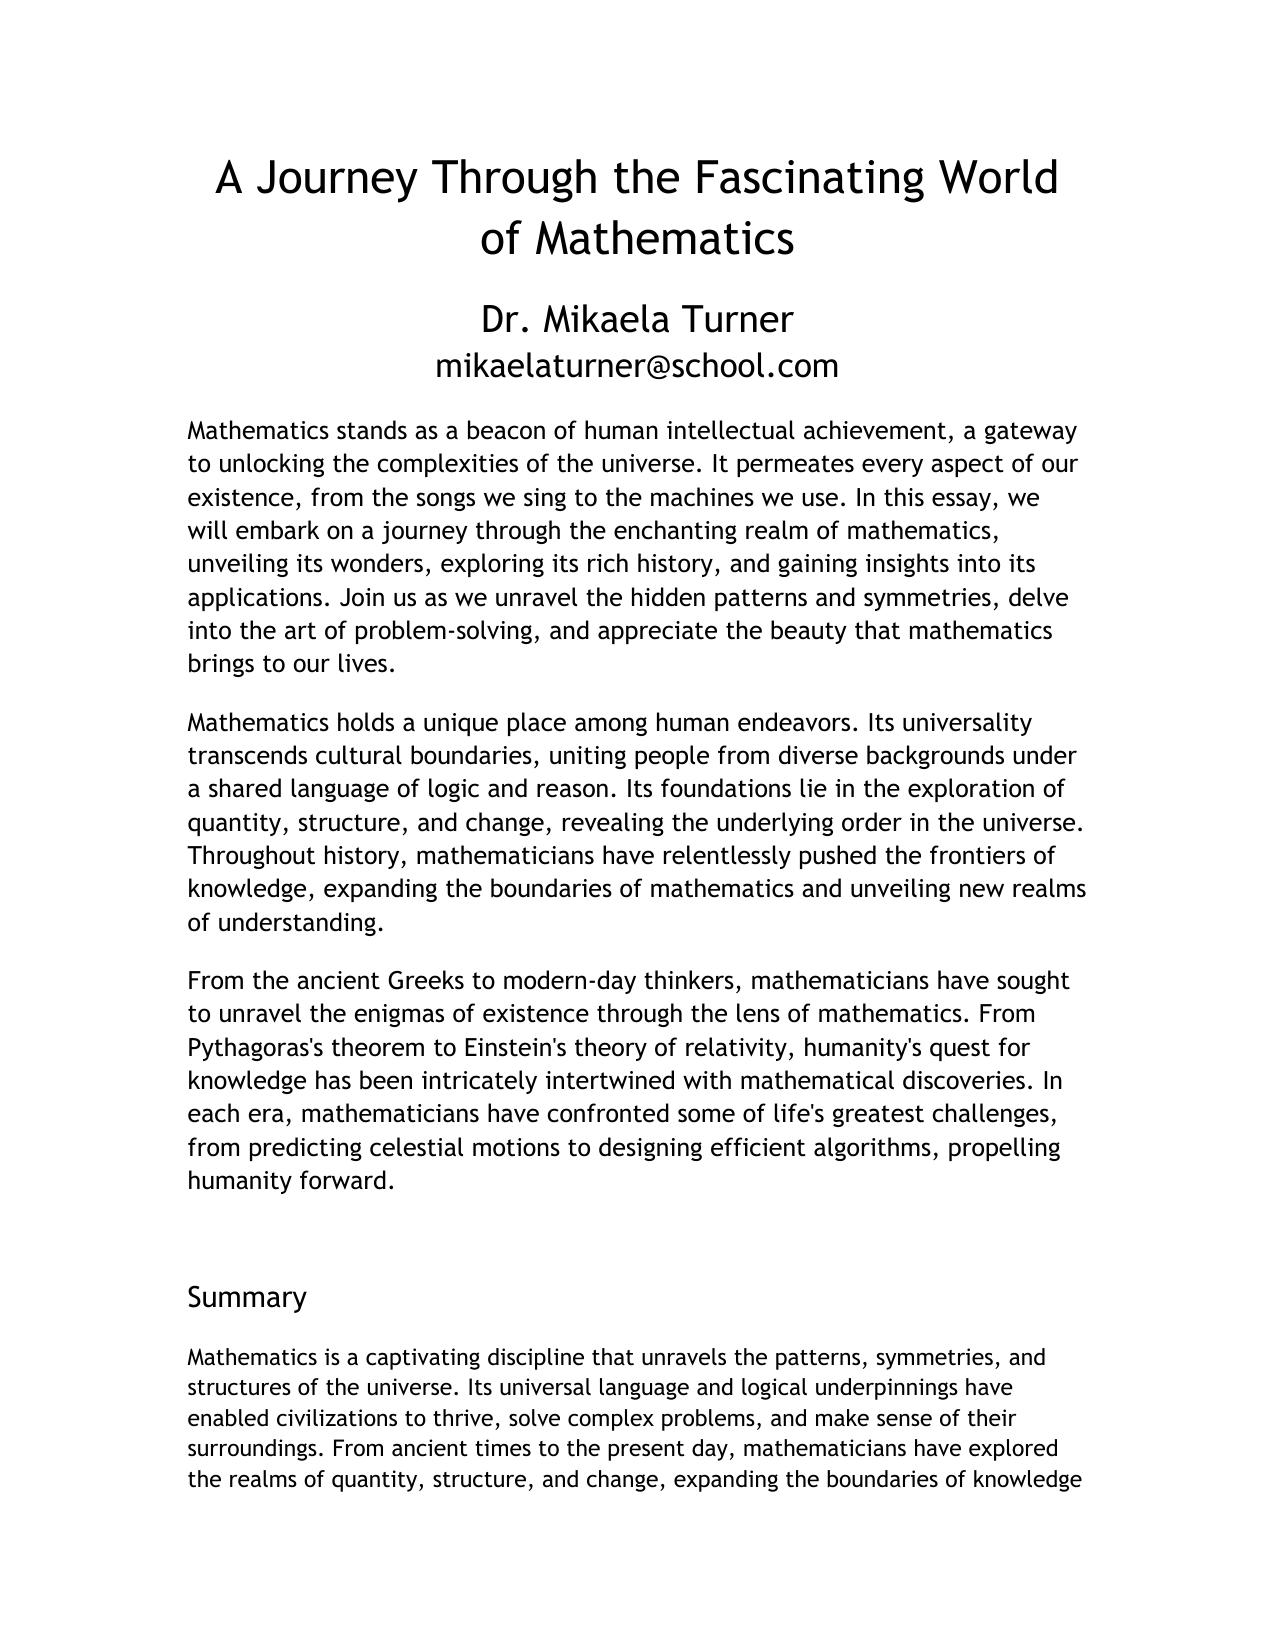 A Journey Through the Fascinating World
of Mathematics
Dr. Mikaela Turner
mikaelaturner@school.com
Mathematics stands as a beacon of human intellectual achievement, a gateway
to unlocking the complexities of the universe. It permeates every aspect of our
existence, from the songs we sing to the machines we use. In this essay, we
will embark on a journey through the enchanting realm of mathematics,
unveiling its wonders, exploring its rich history, and gaining insights into its
applications. Join us as we unravel the hidden patterns and symmetries, delve
into the art of problem-solving, and appreciate the beauty that mathematics
brings to our lives.
Mathematics holds a unique place among human endeavors. Its universality
transcends cultural boundaries, uniting people from diverse backgrounds under
a shared language of logic and reason. Its foundations lie in the exploration of
quantity, structure, and change, revealing the underlying order in the universe.
Throughout history, mathematicians have relentlessly pushed the frontiers of
knowledge, expanding the boundaries of mathematics and unveiling new realms
of understanding.
From the ancient Greeks to modern-day thinkers, mathematicians have sought
to unravel the enigmas of existence through the lens of mathematics. From
Pythagoras's theorem to Einstein's theory of relativity, humanity's quest for
knowledge has been intricately intertwined with mathematical discoveries. In
each era, mathematicians have confronted some of life's greatest challenges,
from predicting celestial motions to designing efficient algorithms, propelling
humanity forward.
Summary
Mathematics is a captivating discipline that unravels the patterns, symmetries, and
structures of the universe. Its universal language and logical underpinnings have
enabled civilizations to thrive, solve complex problems, and make sense of their
surroundings. From ancient times to the present day, mathematicians have explored
the realms of quantity, structure, and change, expanding the boundaries of knowledge